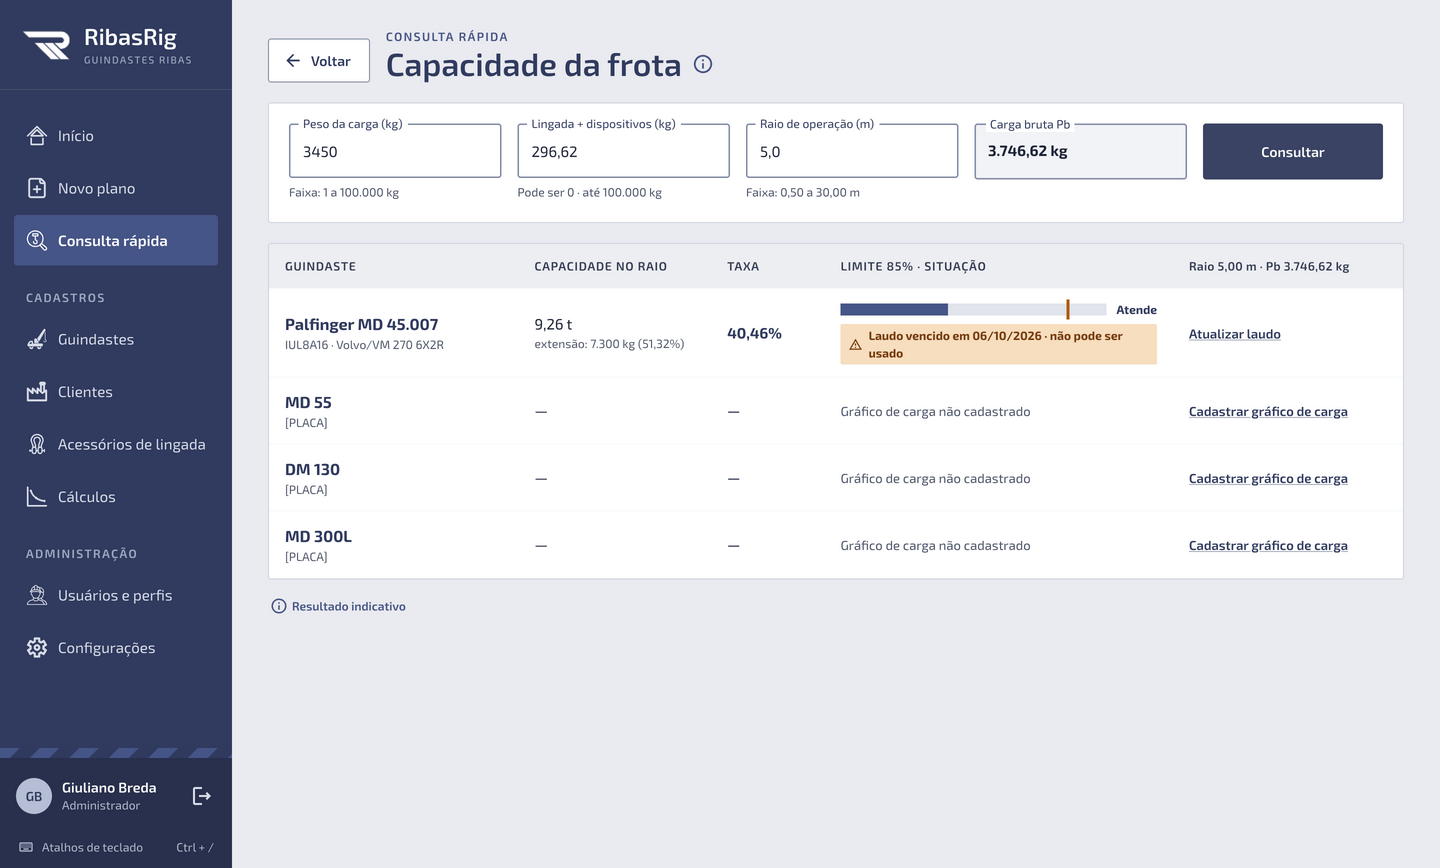 RibasRig
GUINDASTES RIBAS
Início
Novo plano
Consulta rápida
CADASTROS
Guindastes
Clientes
Acessórios de lingada
Cálculos
ADMINISTRAÇÃO
Usuários e perfis
Configurações
GB
Giuliano Breda
Administrador
Atalhos de teclado
Ctrl + /
Voltar
CONSULTA RÁPIDA
Capacidade da frota
Peso da carga (kg)
3450
Faixa: 1 a 100.000 kg
Lingada + dispositivos (kg)
296,62
Pode ser 0 · até 100.000 kg
Raio de operação (m)
5,0
Faixa: 0,50 a 30,00 m
Carga bruta Pb
3.746,62 kg
Consultar
GUINDASTE
CAPACIDADE NO RAIO
TAXA
LIMITE 85% · SITUAÇÃO
Raio 5,00 m · Pb 3.746,62 kg
Palfinger MD 45.007
IUL8A16 · Volvo/VM 270 6X2R
9,26 t
extensão: 7.300 kg (51,32%)
40,46%
Atende
Laudo vencido em 06/10/2026 · não pode ser
usado
Atualizar laudo
MD 55
[PLACA]
—
—
Gráfico de carga não cadastrado
Cadastrar gráfico de carga
DM 130
[PLACA]
—
—
Gráfico de carga não cadastrado
Cadastrar gráfico de carga
MD 300L
[PLACA]
—
—
Gráfico de carga não cadastrado
Cadastrar gráfico de carga
Resultado indicativo